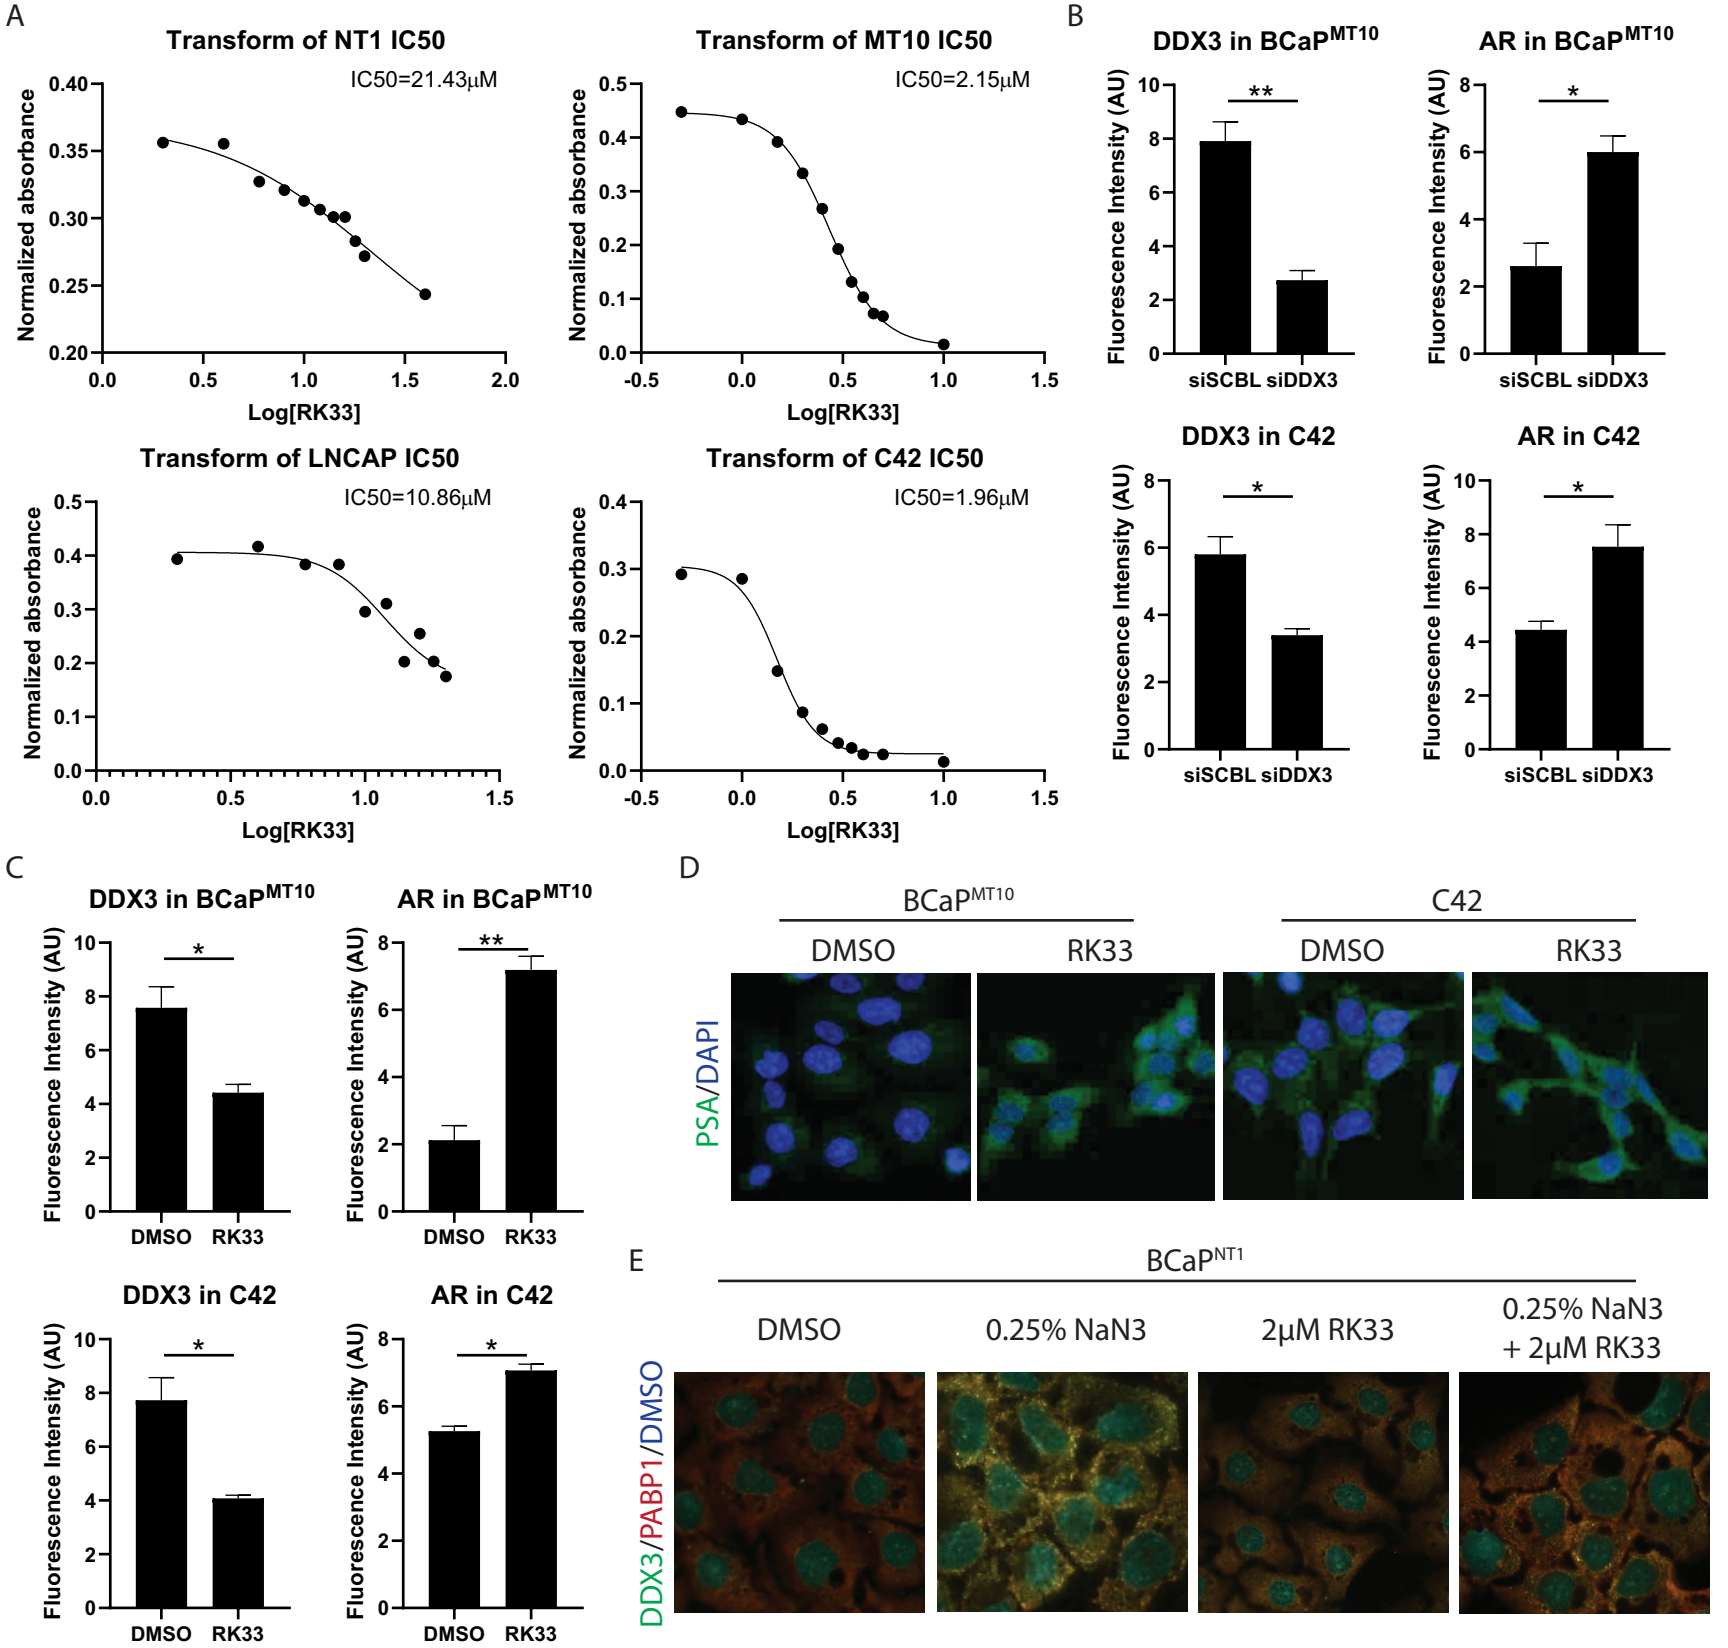 A
Transform of NT1 IC50
IC50=21.43μM
Normalized absorbance
0.40
0.35
0.30
0.25
0.20
0.0 0.5 1.0 1.5 2.0
Log[RK33]
Transform of MT10 IC50
IC50=2.15μM
Normalized absorbance
0.5
0.4
0.3
0.2
0.1
0.0
-0.5 0.0 0.5 1.0 1.5
Log[RK33]
Transform of LNCAP IC50
IC50=10.86μM
Normalized absorbance
0.5
0.4
0.3
0.2
0.1
0.0
0.0 0.5 1.0 1.5
Log[RK33]
Transform of C42 IC50
IC50=1.96μM
Normalized absorbance
0.4
0.3
0.2
0.1
0.0
-0.5 0.0 0.5 1.0 1.5
Log[RK33]
B
DDX3 in BCaPMT10
Fluorescence Intensity (AU)
10
8
6
4
2
0
**
siSCBL siDDX3
AR in BCaPMT10
Fluorescence Intensity (AU)
8
6
4
2
0
*
siSCBL siDDX3
DDX3 in C42
Fluorescence Intensity (AU)
8
6
4
2
0
*
siSCBL siDDX3
AR in C42
Fluorescence Intensity (AU)
10
8
6
4
2
0
*
siSCBL siDDX3
C
DDX3 in BCaPMT10
Fluorescence Intensity (AU)
10
8
6
4
2
0
*
DMSO RK33
AR in BCaPMT10
Fluorescence Intensity (AU)
8
6
4
2
0
**
DMSO RK33
DDX3 in C42
Fluorescence Intensity (AU)
10
8
6
4
2
0
*
DMSO RK33
AR in C42
Fluorescence Intensity (AU)
8
6
4
2
0
*
DMSO RK33
D
BCaPMT10
C42
DMSO RK33 DMSO RK33
PSA/DAPI
E
BCaPNT1
DMSO
0.25% NaN3
2μM RK33
0.25% NaN3
+ 2μM RK33
DDX3/PABP1/DMSO